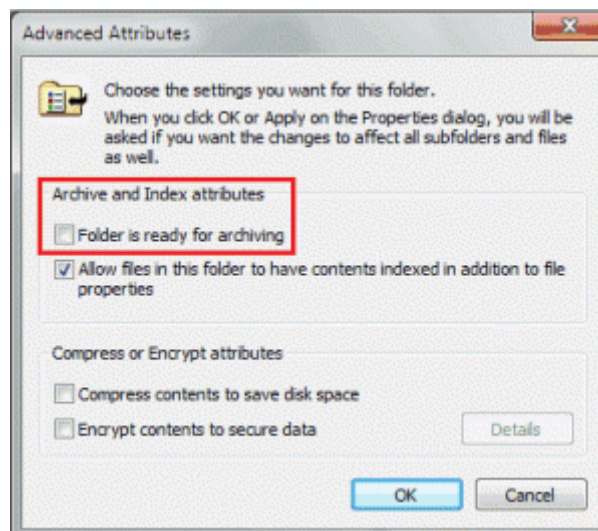 Advanced Attributes
Choose the settings you want for this folder.
When you click OK or Apply on the Properties dialog, you will be
asked if you want the changes to affect all subfolders and files
as well.
Archive and Index attributes
Folder is ready for archiving
Allow files in this folder to have contents indexed in addition to file
properties
Compress or Encrypt attributes
Compress contents to save disk space
Encrypt contents to secure data
Details
OK
Cancel